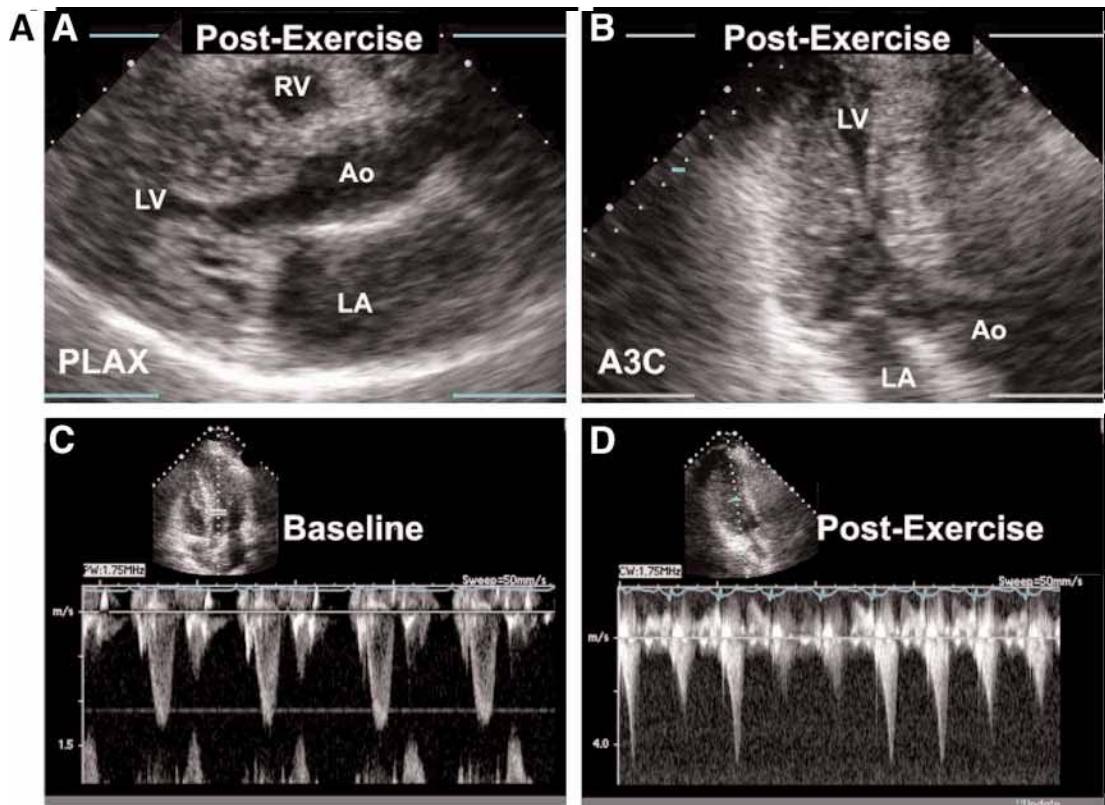 A
A
Post-Exercise
RV
Ao
LV
LA
PLAX
B
Post-Exercise
LV
Ao
A3C
LA
C
Baseline
PW:1.75MHz
Sweep=50mm/s
m/s
1.5
D
Post-Exercise
CW:1.75MHz
Sweep=50mm/s
m/s
4.0